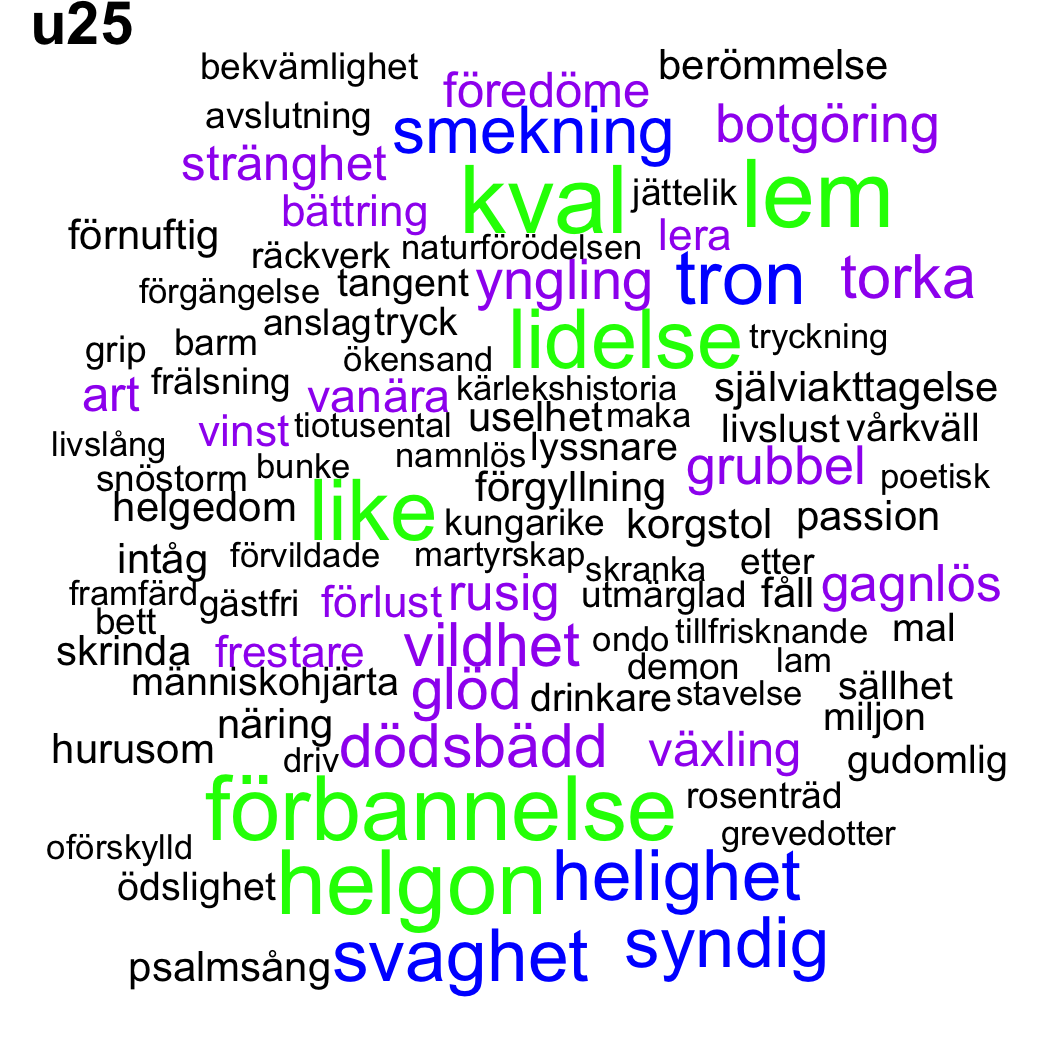 u25
bekvämlighet berömmelse
föredöme
avslutning smekning botgöring
stränghet
kval jättelik lem
bättring
förnuftig räckverk naturförödelsen lera
förgängelse tangent yngling tron torka
anslag tryck lidelse tryckning
grip barm ökensand
art frälsning vanära kärlekshistoria självviakttagelse
vinst tiotusental uselhet maka livslust vårkväll
livslång bunke namnlös lyssnare grubbel poetisk
snöstorm förgyllning
helgedom like kungarike korgstol passion
intåg förvildade martyrskap skranka etter
framfärd gästfri förlust rusig utmärglad fåll gagnlös
bett ondo tillfrisknande mal
skrinda frestare vildhet demon lam
människohjärta glöd drinkare stavelse sällhet
näring miljon
hurusom driv dödsbädd växling gudomlig
förbannelse rosenträd
grevedotter
oförskylld
ödslighet helgon helighet
psalmsång svaghet syndig